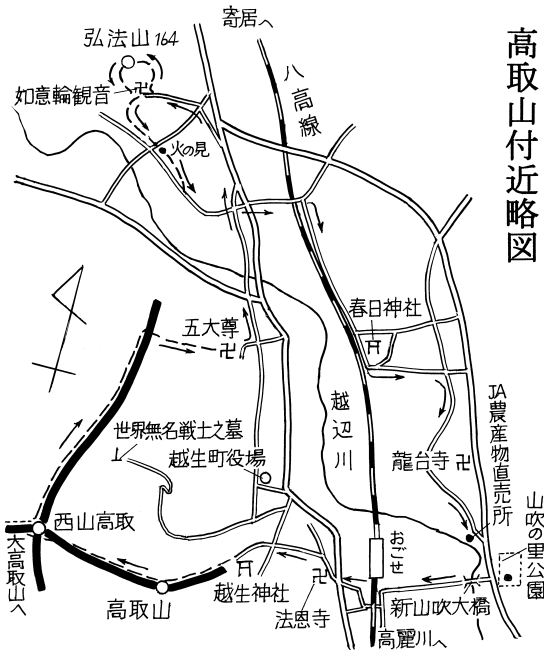 高取山付近略図
寄居へ
弘法山164
八高線
如意輪観音
火の見
春日神社
五大尊
越辺川
JA農産物直売所
世界無名戦士之墓
越生町役場
龍台寺
山吹の里公園
西山高取
大高取山へ
おごせ
高取山
越生神社
法恩寺
新山吹大橋
高麗川へ